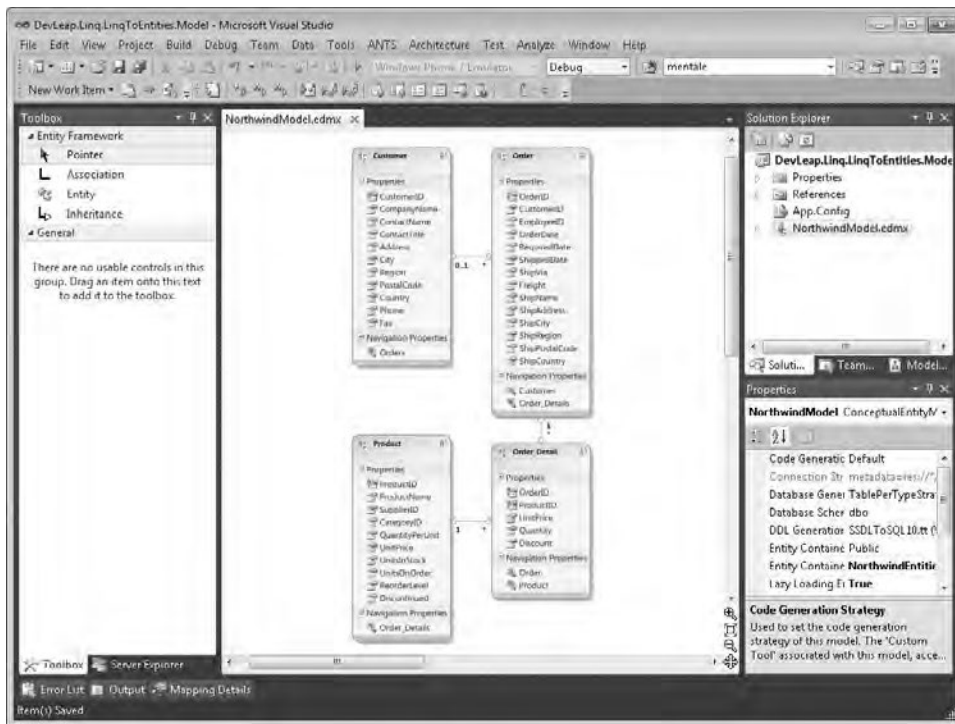 DevLeap.Linq.LinqToEntities.Model - Microsoft Visual Studio
File Edit View Project Build Debug Team Data Tools ANTS Architecture Test Analyze Window Help
Windows Phone 7 Emulator Debug mentale
New Work Item
Toolbox
Entity Framework
Pointer
Association
Entity
Inheritance
General
There are no usable controls in this
group. Drag an item onto this text
to add it to the toolbox.
Toolbox Server Explorer
NorthwindModel.edmx
Customer
Properties
CustomerID
CompanyName
ContactName
ContactTitle
Address
City
Region
PostalCode
Country
Phone
Fax
Navigation Properties
Orders
0..1 *
Order
Properties
OrderID
CustomerID
EmployeeID
OrderDate
RequiredDate
ShippedDate
ShipVia
Freight
ShipName
ShipAddress
ShipCity
ShipRegion
ShipPostalCode
ShipCountry
Navigation Properties
Customer
Order_Details
Product
Properties
ProductID
ProductName
SupplierID
CategoryID
QuantityPerUnit
UnitPrice
UnitsInStock
UnitsOnOrder
ReorderLevel
Discontinued
Navigation Properties
Order_Details
1 *
Order_Detail
Properties
OrderID
ProductID
UnitPrice
Quantity
Discount
Navigation Properties
Order
Product
Solution Explorer
DevLeap.Linq.LinqToEntities.Mode
Properties
References
App.Config
NorthwindModel.edmx
Soluti... Team... Model...
Properties
NorthwindModel ConceptualEntityM
Code Generatic Default
Connection Str metadata=res://*/
Database Gener TablePerTypeStra
Database Scher dbo
DDL Generation SSDLToSQL10.tt (
Entity Containe Public
Entity Containe NorthwindEntitie
Lazy Loading Er True
Code Generation Strategy
Used to set the code generation
strategy of this model. The 'Custom
Tool' associated with this model, acce...
Error List Output Mapping Details
Item(s) Saved